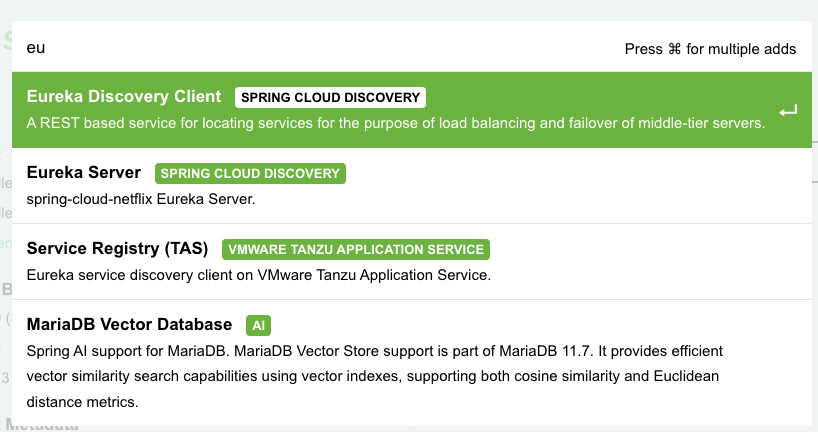 eu
Press ⌘ for multiple adds
Eureka Discovery Client SPRING CLOUD DISCOVERY
A REST based service for locating services for the purpose of load balancing and failover of middle-tier servers.
Eureka Server SPRING CLOUD DISCOVERY
spring-cloud-netflix Eureka Server.
Service Registry (TAS) VMWARE TANZU APPLICATION SERVICE
Eureka service discovery client on VMware Tanzu Application Service.
MariaDB Vector Database AI
Spring AI support for MariaDB. MariaDB Vector Store support is part of MariaDB 11.7. It provides efficient
vector similarity search capabilities using vector indexes, supporting both cosine similarity and Euclidean
distance metrics.